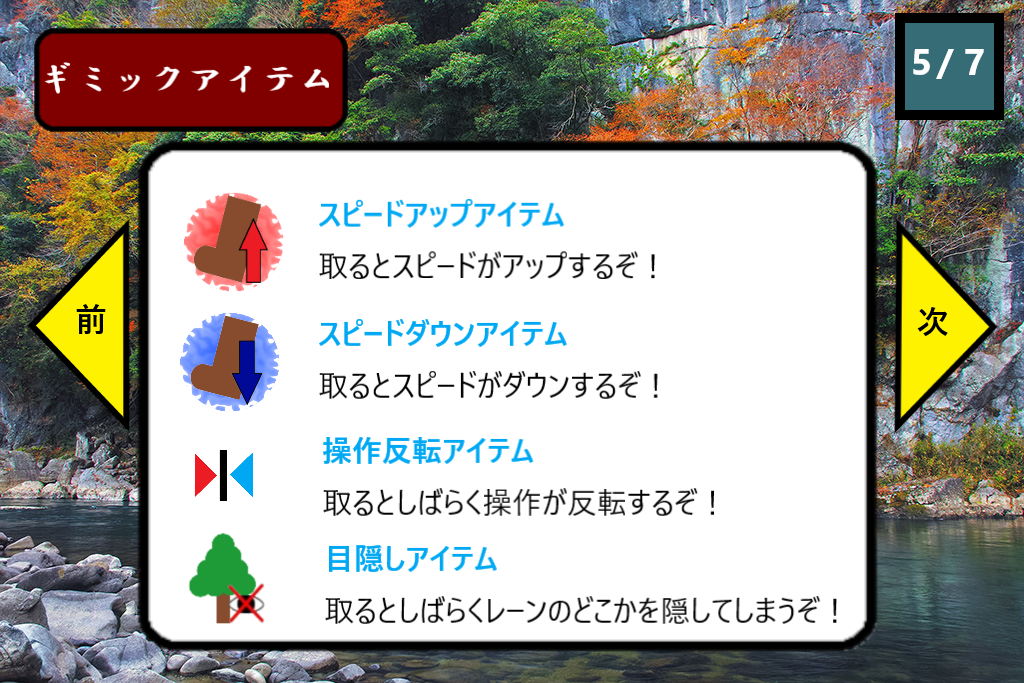 ギミックアイテム
5/7
スピードアップアイテム
取るとスピードがアップするぞ！
スピードダウンアイテム
取るとスピードがダウンするぞ！
前
次
操作反転アイテム
取るとしばらく操作が反転するぞ！
目隠しアイテム
取るとしばらくレーンのどこかを隠してしまうぞ！